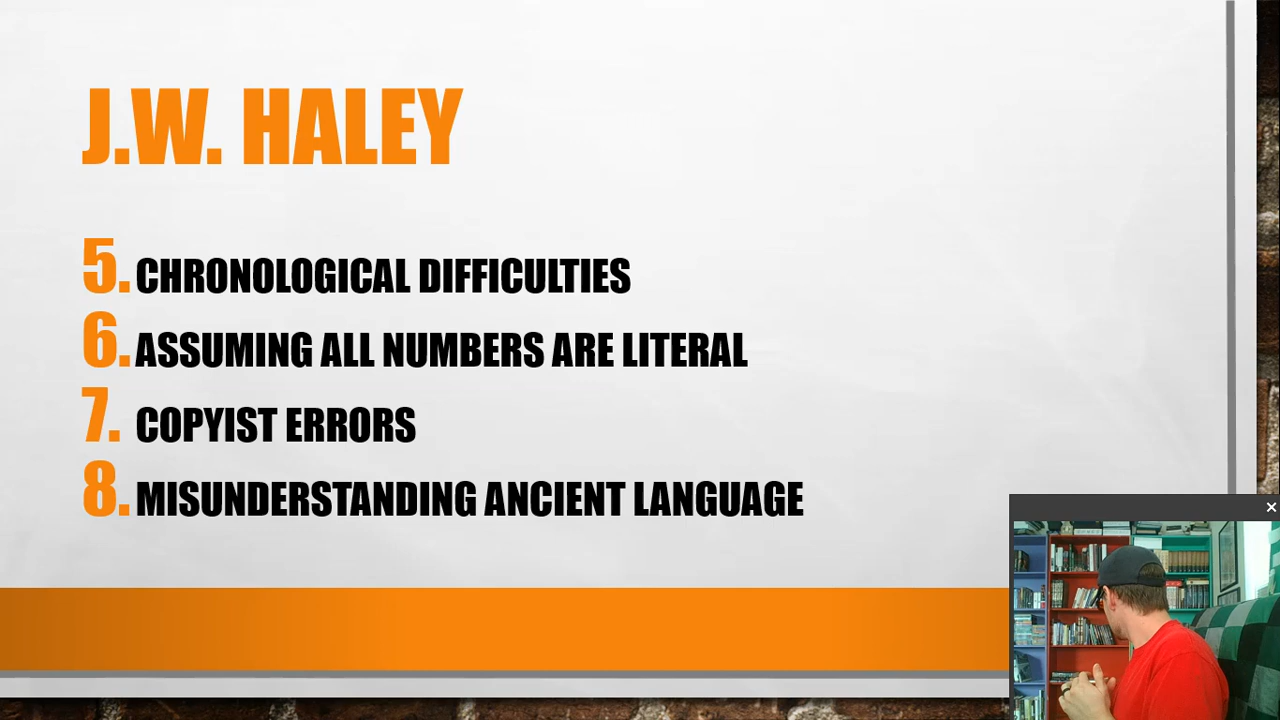 J.W. HALEY
5. CHRONOLOGICAL DIFFICULTIES
6. ASSUMING ALL NUMBERS ARE LITERAL
7. COPYIST ERRORS
8. MISUNDERSTANDING ANCIENT LANGUAGE